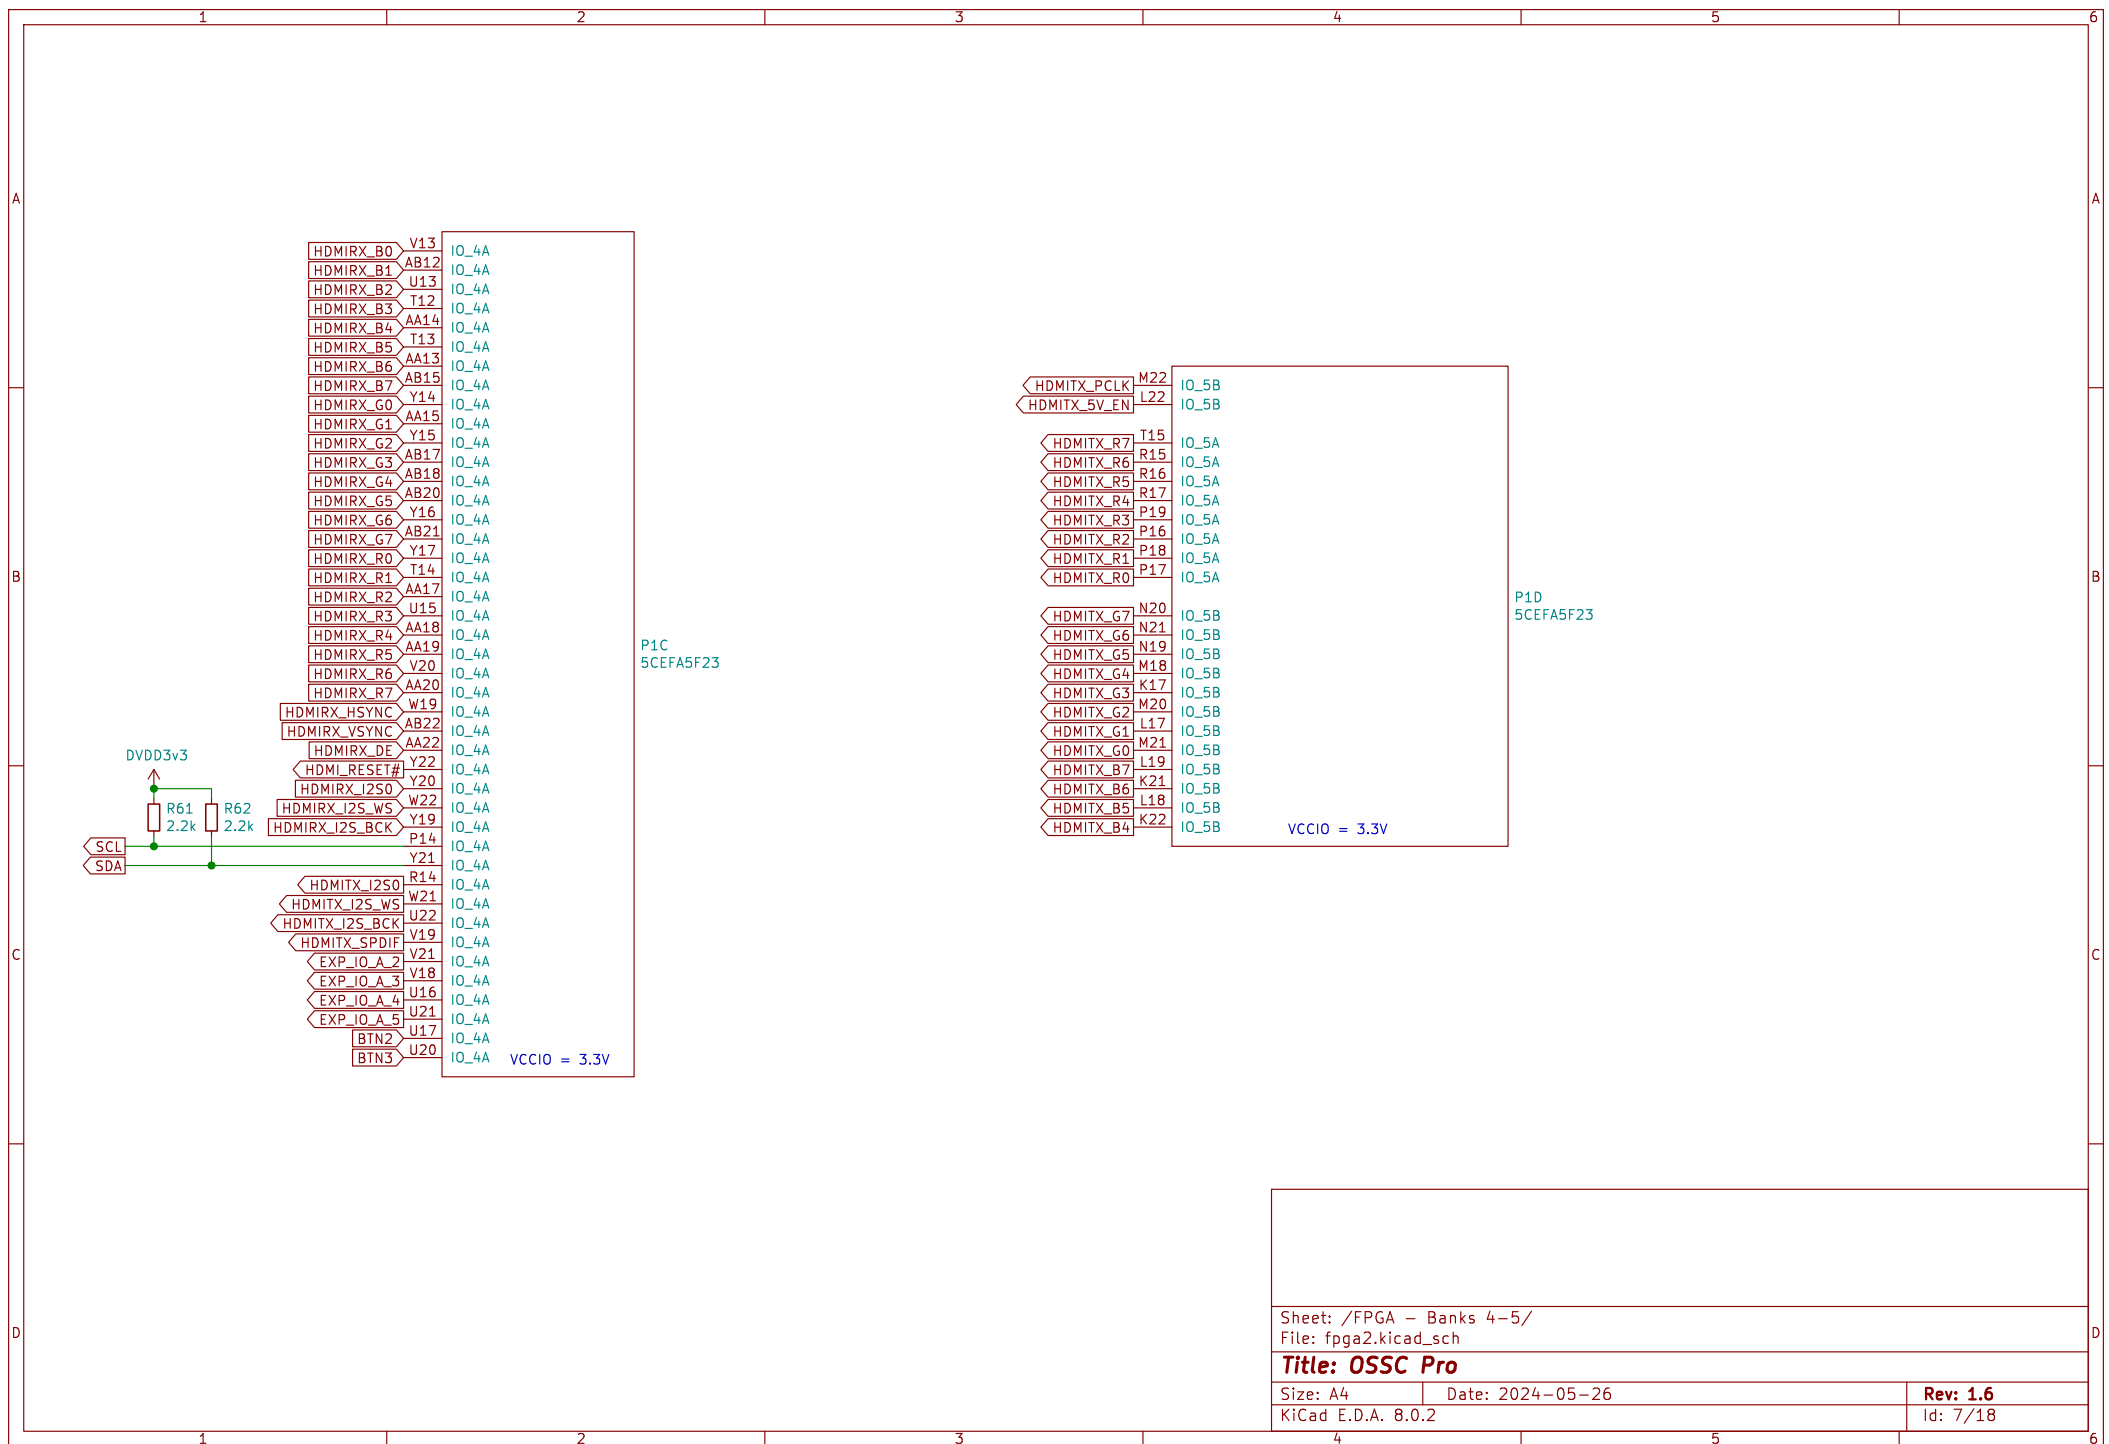 1 2 3 4 5 6
A A
B B
C C
D D
HDMIRX_B0 V13 IO_4A
HDMIRX_B1 AB12 IO_4A
HDMIRX_B2 U13 IO_4A
HDMIRX_B3 T12 IO_4A
HDMIRX_B4 AA14 IO_4A
HDMIRX_B5 T13 IO_4A
HDMIRX_B6 AA13 IO_4A
HDMIRX_B7 AB15 IO_4A
HDMIRX_G0 Y14 IO_4A
HDMIRX_G1 AA15 IO_4A
HDMIRX_G2 Y15 IO_4A
HDMIRX_G3 AB17 IO_4A
HDMIRX_G4 AB18 IO_4A
HDMIRX_G5 AB20 IO_4A
HDMIRX_G6 Y16 IO_4A
HDMIRX_G7 AB21 IO_4A
HDMIRX_R0 Y17 IO_4A
HDMIRX_R1 T14 IO_4A
HDMIRX_R2 AA17 IO_4A
HDMIRX_R3 U15 IO_4A
HDMIRX_R4 AA18 IO_4A
HDMIRX_R5 AA19 IO_4A
HDMIRX_R6 V20 IO_4A
HDMIRX_R7 AA20 IO_4A
HDMIRX_HSYNC W19 IO_4A
HDMIRX_VSYNC AB22 IO_4A
HDMIRX_DE AA22 IO_4A
HDMI_RESET# Y22 IO_4A
HDMIRX_I2S0 Y20 IO_4A
HDMIRX_I2S_WS W22 IO_4A
HDMIRX_I2S_BCK Y19 IO_4A
SCL P14 IO_4A
SDA Y21 IO_4A
HDMITX_I2S0 R14 IO_4A
HDMITX_I2S_WS W21 IO_4A
HDMITX_I2S_BCK U22 IO_4A
HDMITX_SPDIF V19 IO_4A
EXP_IO_A_2 V21 IO_4A
EXP_IO_A_3 V18 IO_4A
EXP_IO_A_4 U16 IO_4A
EXP_IO_A_5 U21 IO_4A
BTN2 U17 IO_4A
BTN3 U20 IO_4A
VCCIO = 3.3V
P1C
5CEFA5F23
DVDD3v3
R61
2.2k
R62
2.2k
HDMITX_PCLK M22 IO_5B
HDMITX_5V_EN L22 IO_5B
HDMITX_R7 T15 IO_5A
HDMITX_R6 R15 IO_5A
HDMITX_R5 R16 IO_5A
HDMITX_R4 R17 IO_5A
HDMITX_R3 P19 IO_5A
HDMITX_R2 P16 IO_5A
HDMITX_R1 P18 IO_5A
HDMITX_R0 P17 IO_5A
HDMITX_G7 N20 IO_5B
HDMITX_G6 N21 IO_5B
HDMITX_G5 N19 IO_5B
HDMITX_G4 M18 IO_5B
HDMITX_G3 K17 IO_5B
HDMITX_G2 M20 IO_5B
HDMITX_G1 L17 IO_5B
HDMITX_G0 M21 IO_5B
HDMITX_B7 L19 IO_5B
HDMITX_B6 K21 IO_5B
HDMITX_B5 L18 IO_5B
HDMITX_B4 K22 IO_5B
VCCIO = 3.3V
P1D
5CEFA5F23
Sheet: /FPGA - Banks 4-5/
File: fpga2.kicad_sch
Title: OSSC Pro
Size: A4 Date: 2024-05-26 Rev: 1.6
KiCad E.D.A. 8.0.2 Id: 7/18
1 2 3 4 5 6